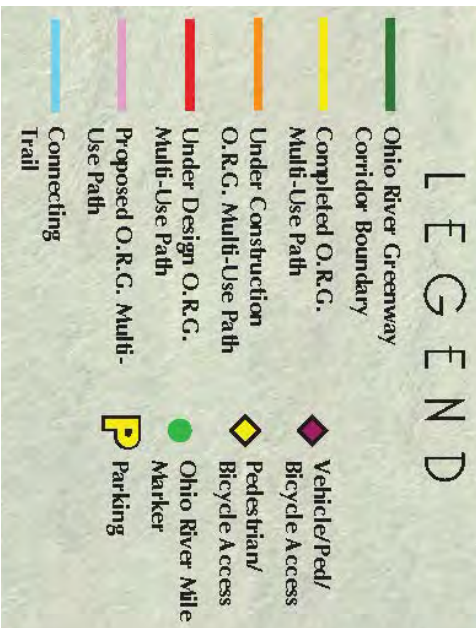 LEGEND
Ohio River Greenway
Corridor Boundary
Completed O.R.G.
Multi-Use Path
Under Construction
O.R.G. Multi-Use Path
Under Design O.R.G.
Multi-Use Path
Proposed O.R.G. Multi-
Use Path
Connecting
Trail
Vehicle/Ped/
Bicycle Access
Pedestrian/
Bicycle Access
Ohio River Mile
Marker
P
Parking